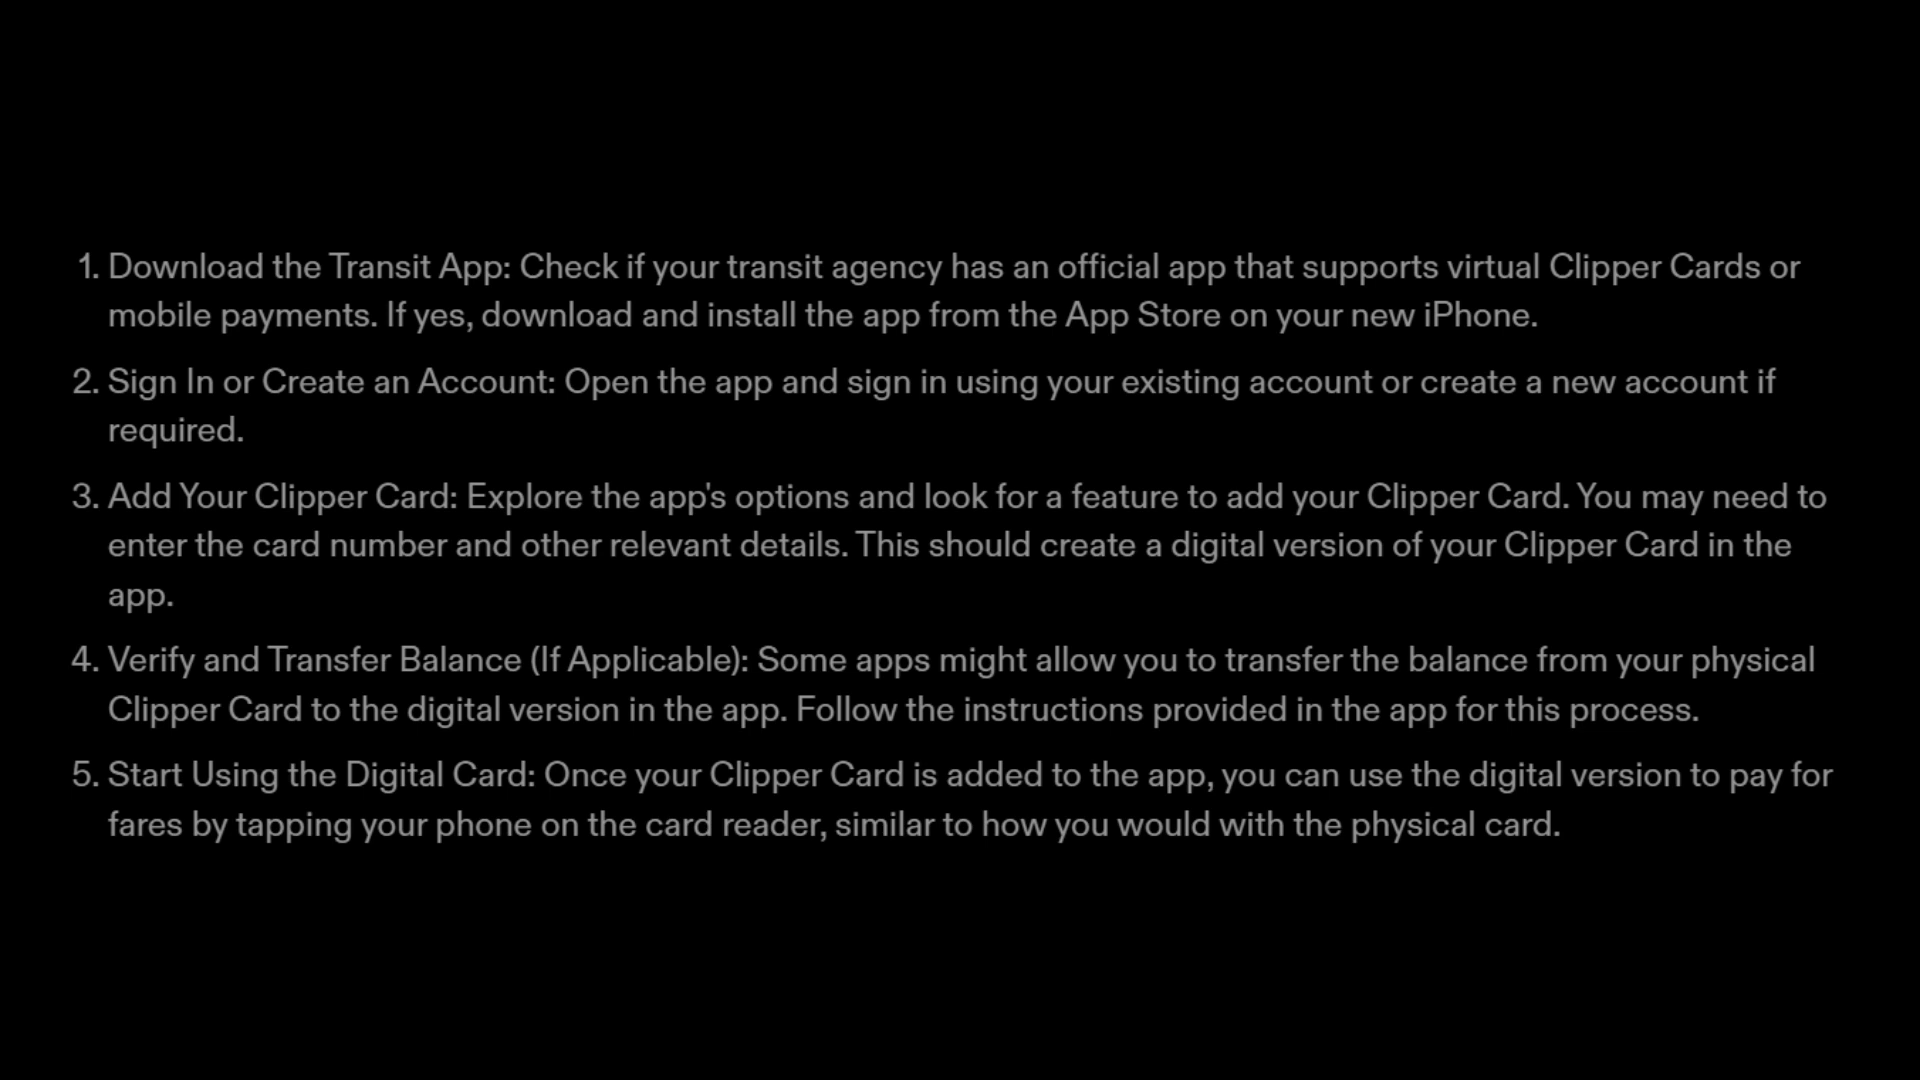 1. Download the Transit App: Check if your transit agency has an official app that supports virtual Clipper Cards or
mobile payments. If yes, download and install the app from the App Store on your new iPhone.
2. Sign In or Create an Account: Open the app and sign in using your existing account or create a new account if
required.
3. Add Your Clipper Card: Explore the app's options and look for a feature to add your Clipper Card. You may need to
enter the card number and other relevant details. This should create a digital version of your Clipper Card in the
app.
4. Verify and Transfer Balance (If Applicable): Some apps might allow you to transfer the balance from your physical
Clipper Card to the digital version in the app. Follow the instructions provided in the app for this process.
5. Start Using the Digital Card: Once your Clipper Card is added to the app, you can use the digital version to pay for
fares by tapping your phone on the card reader, similar to how you would with the physical card.